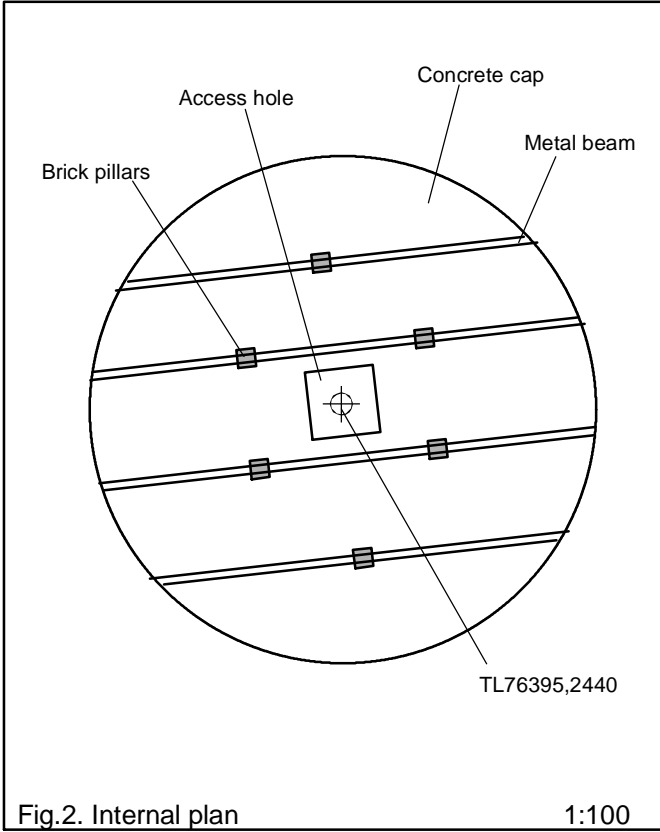 Concrete cap
Access hole
Metal beam
Brick pillars
TL76395,2440
Fig.2. Internal plan 1:100